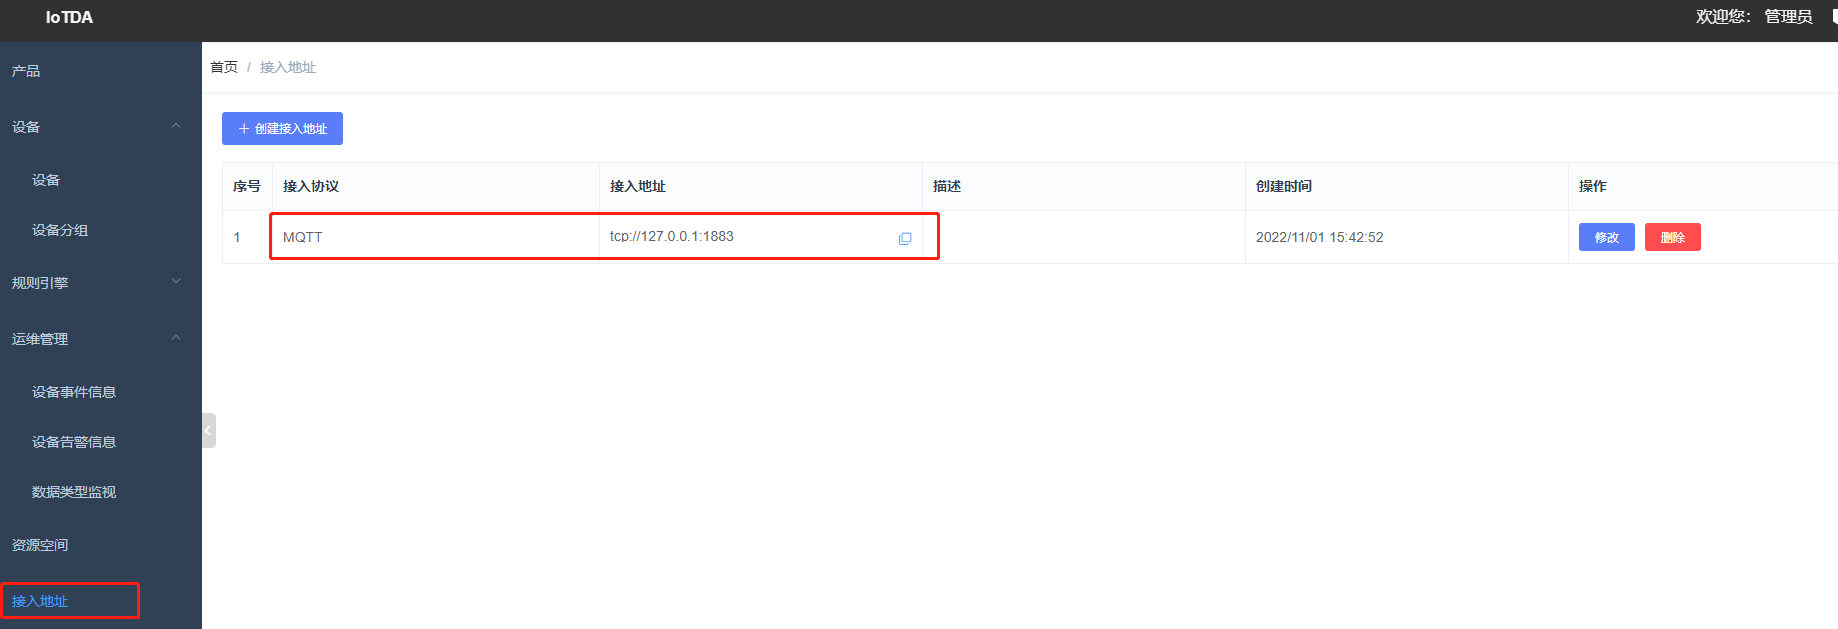 IoTDA
欢迎您： 管理员
产品
设备
设备
设备分组
规则引擎
运维管理
设备事件信息
设备告警信息
数据类型监视
资源空间
接入地址
首页 / 接入地址
创建接入地址
序号 接入协议 接入地址 描述 创建时间 操作
1 MQTT tcp://127.0.0.1:1883 2022/11/01 15:42:52 修改 删除